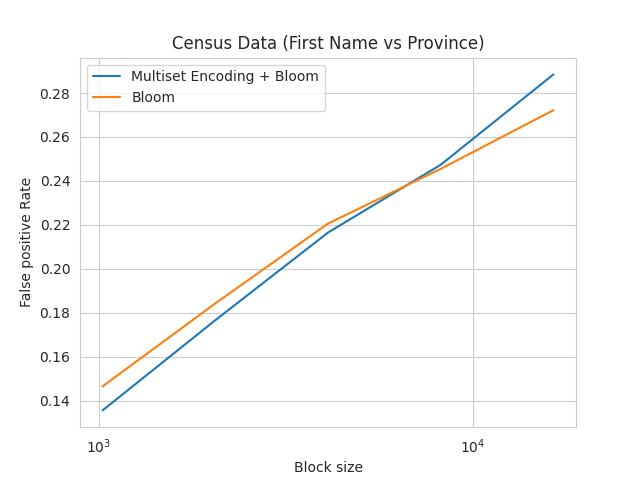 Census Data (First Name vs Province)
Multiset Encoding + Bloom
Bloom
False positive Rate
0.28
0.26
0.24
0.22
0.20
0.18
0.16
0.14
10³
10⁴
Block size